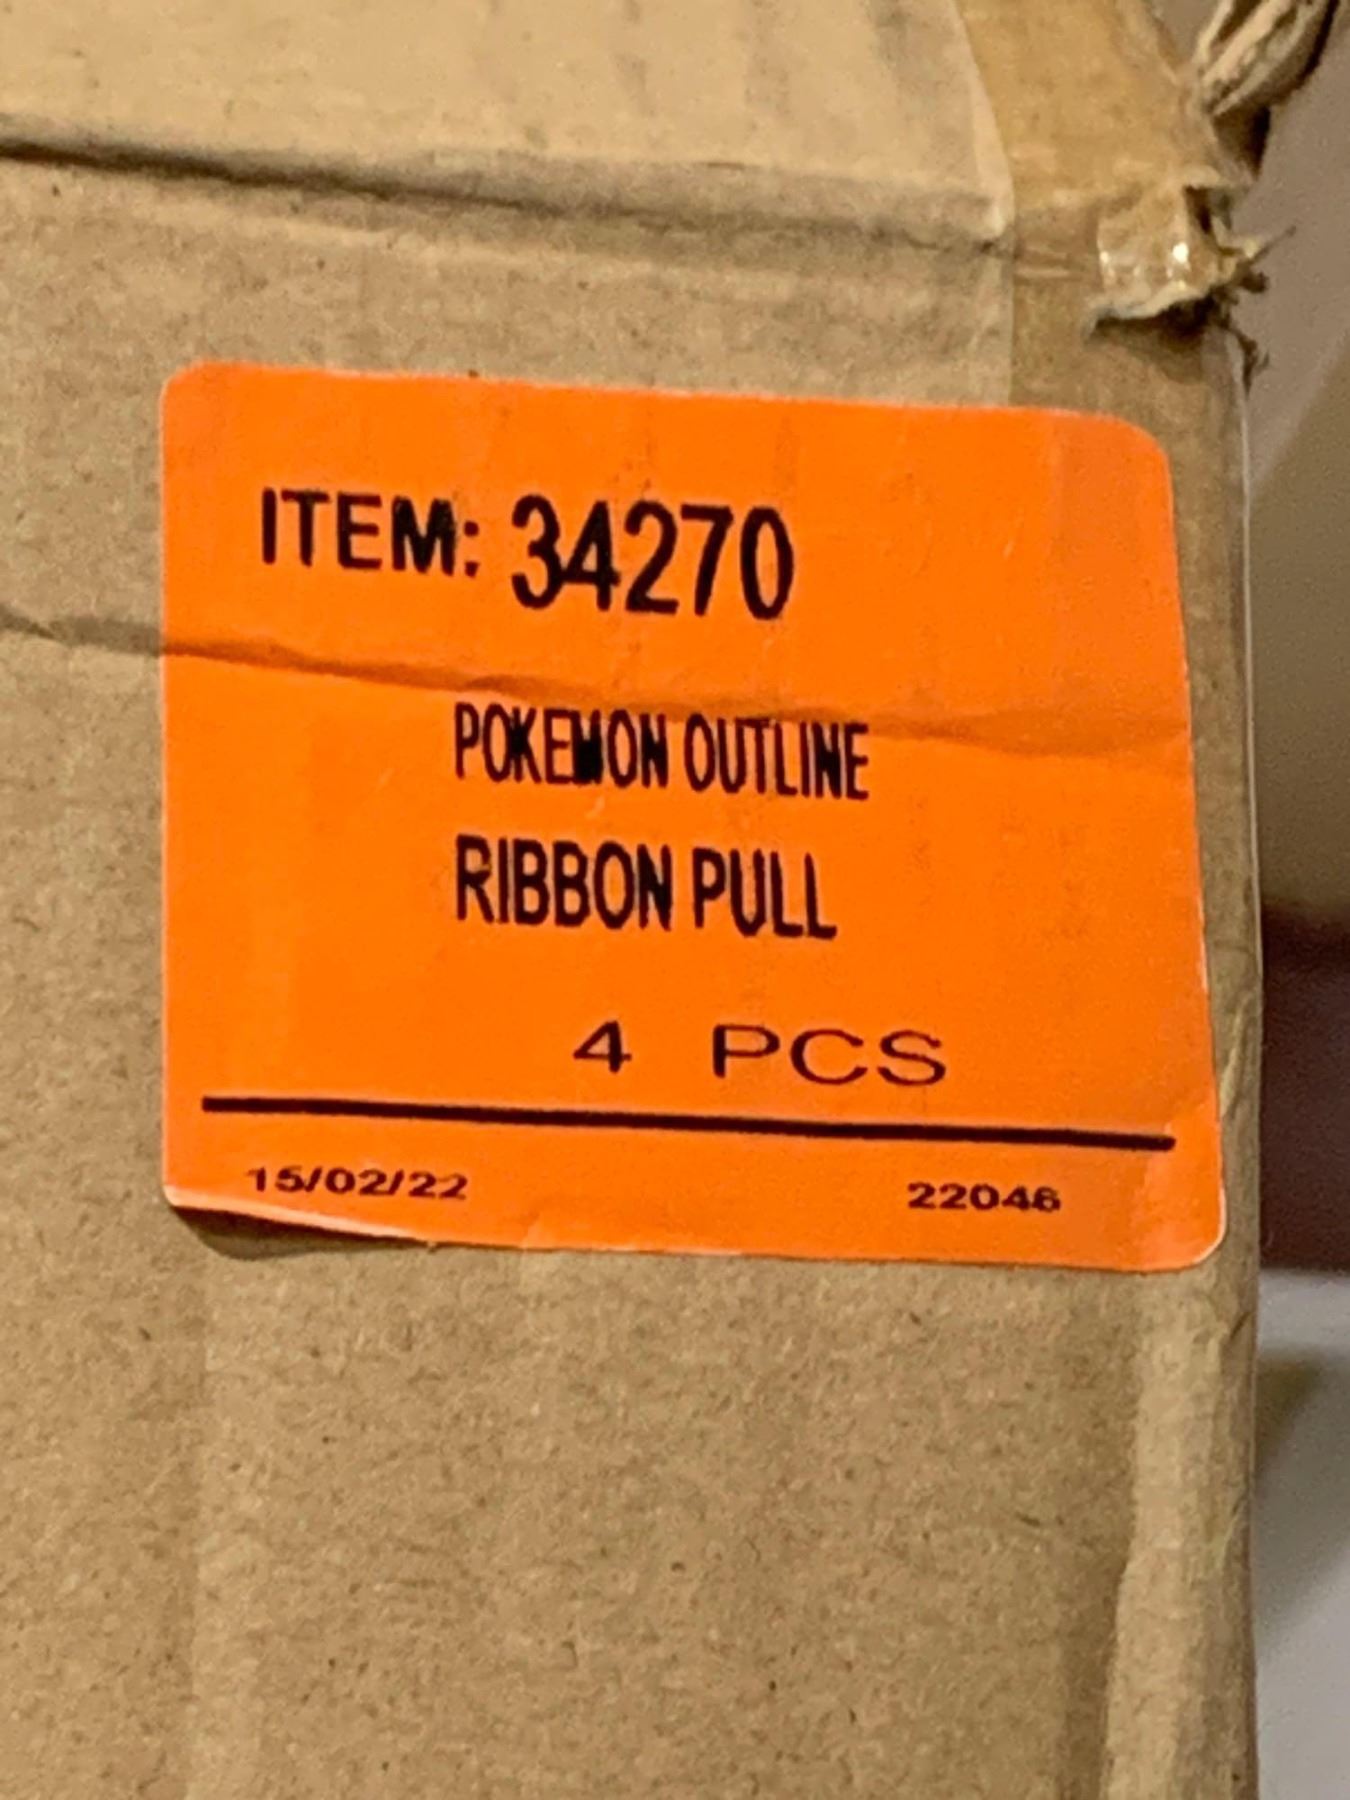 ITEM: 34270
POKEMON OUTLINE
RIBBON PULL
4 PCS
15/02/22 22046